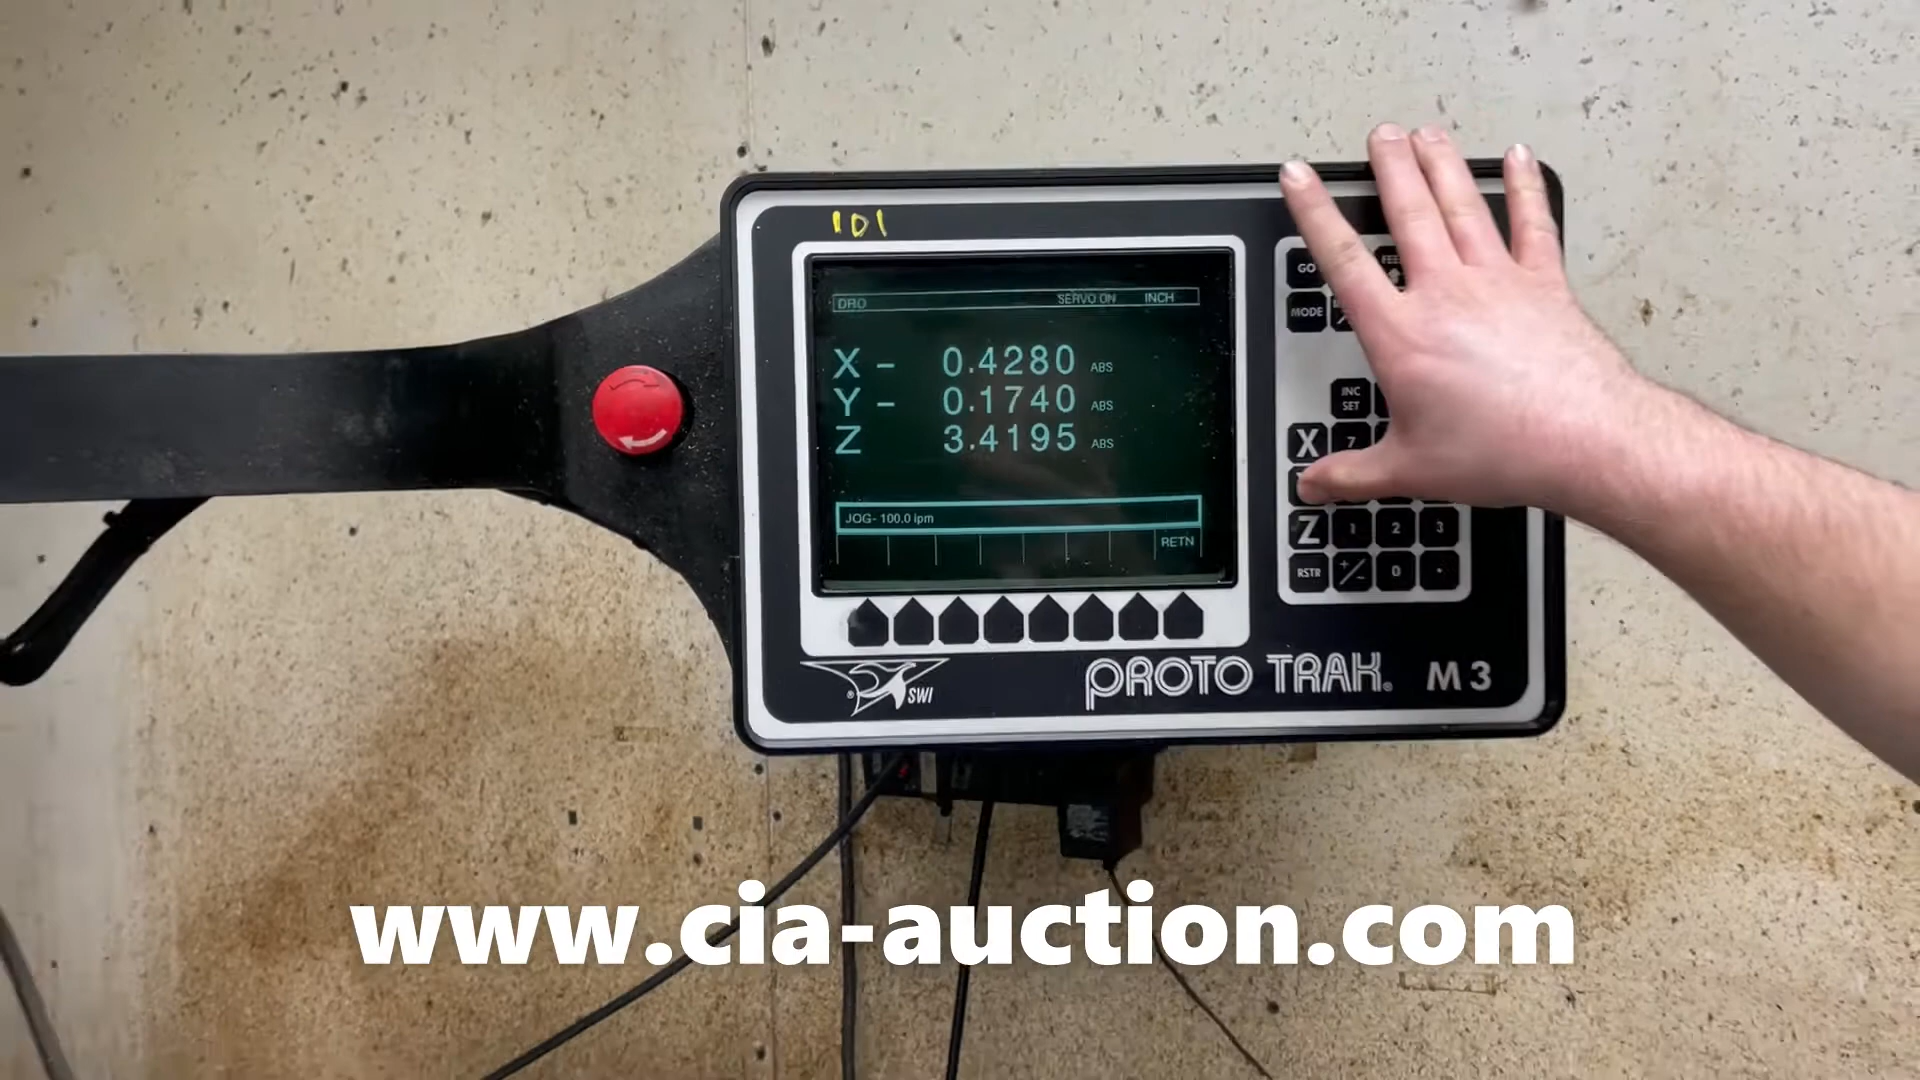 101
DRO SERVO ON INCH
X - 0.4280 ABS
Y - 0.1740 ABS
Z 3.4195 ABS
JOG- 100.0 ipm
RETN
GO
MODE
INC SET
X 7
Z 1 2 3
RSTR +/- 0 .
® SWI
PROTO TRAK® M3
www.cia-auction.com